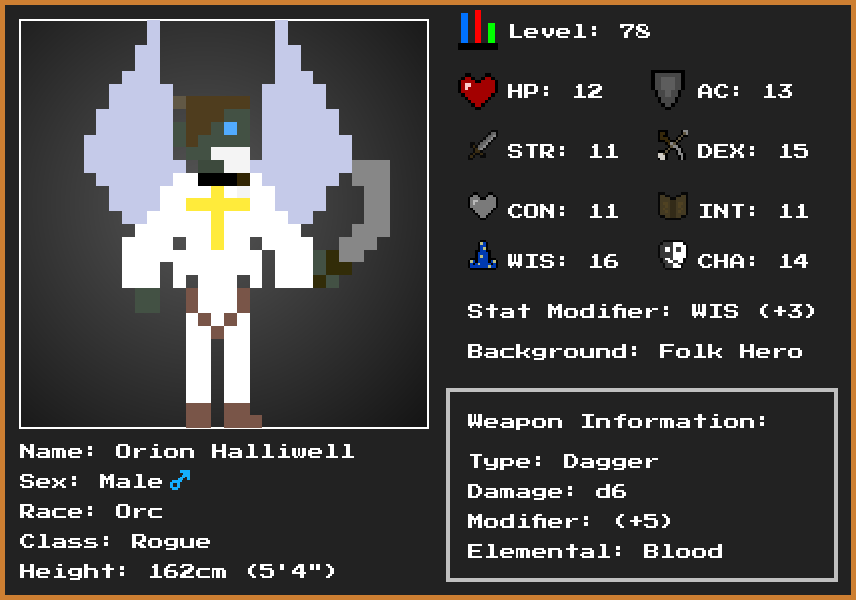 Level: 78
HP: 12
AC: 13
STR: 11
DEX: 15
CON: 11
INT: 11
WIS: 16
CHA: 14
Stat Modifier: WIS (+3)
Background: Folk Hero
Weapon Information:
Type: Dagger
Damage: d6
Modifier: (+5)
Elemental: Blood
Name: Orion Halliwell
Sex: Male♂
Race: Orc
Class: Rogue
Height: 162cm (5'4")